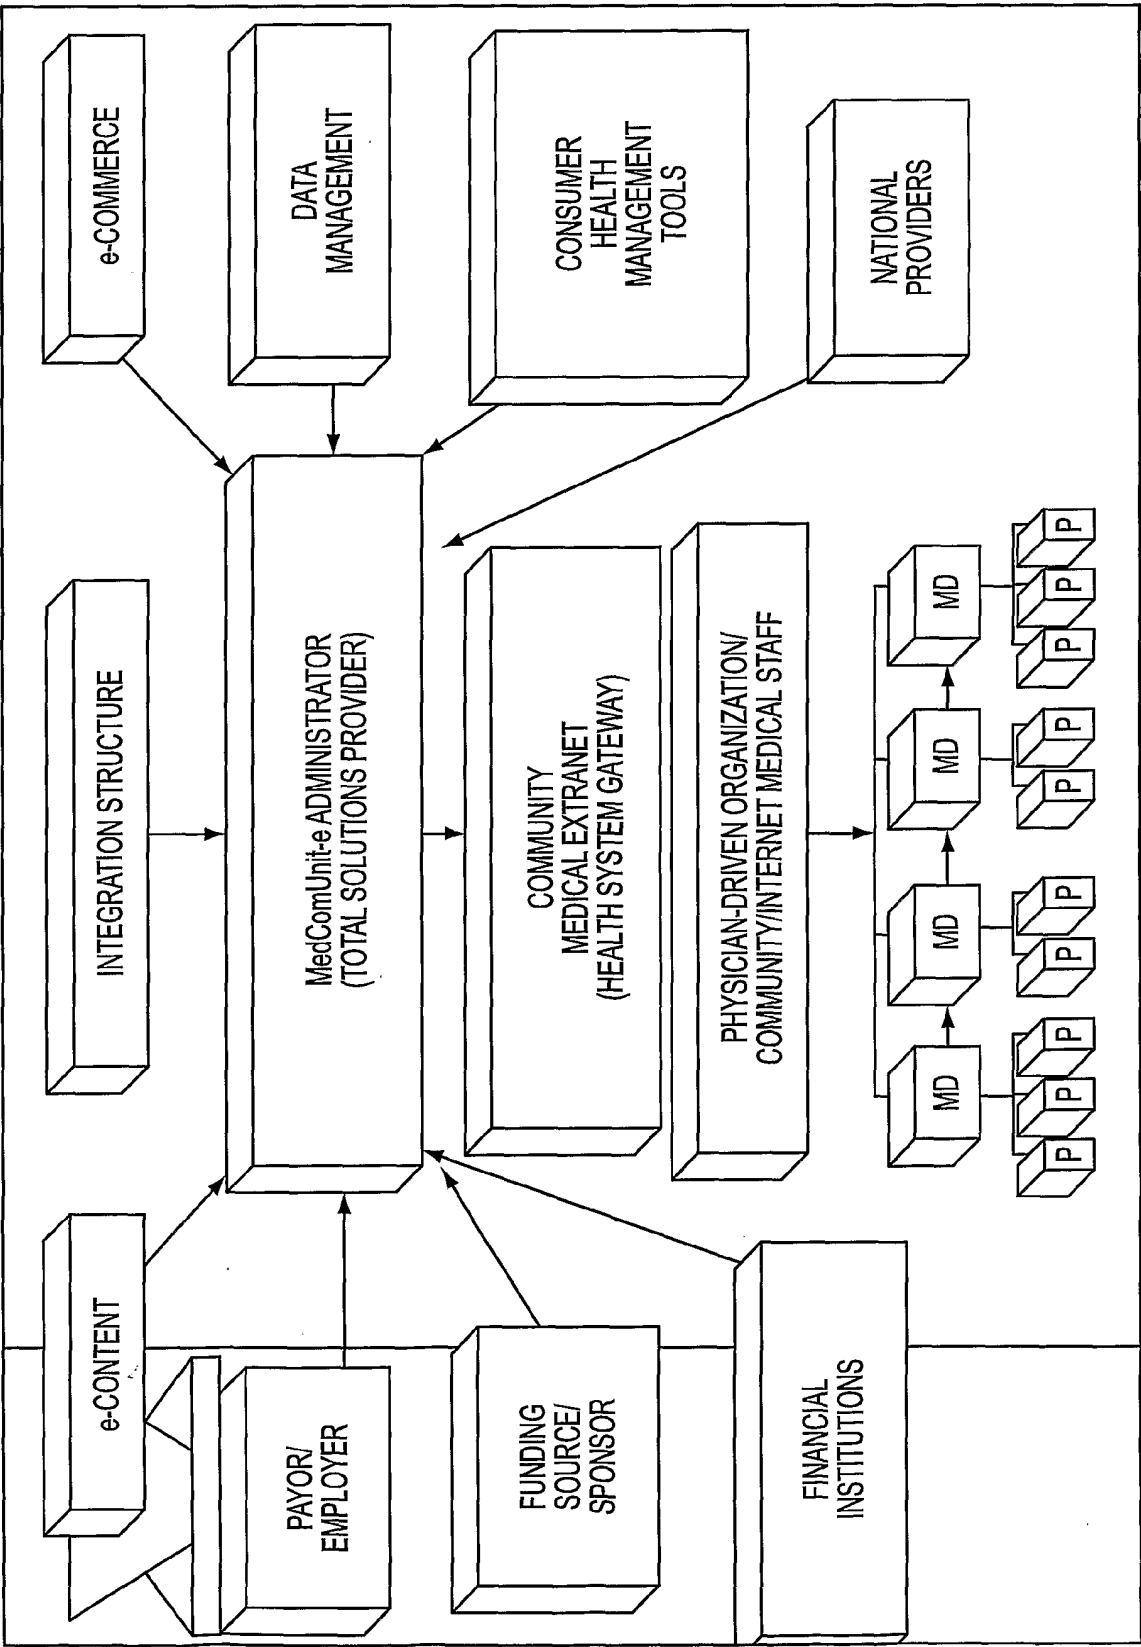 e-CONTENT
INTEGRATION STRUCTURE
e-COMMERCE
PAYOR/
EMPLOYER
MedComUnit-e ADMINISTRATOR
(TOTAL SOLUTIONS PROVIDER)
DATA
MANAGEMENT
FUNDING
SOURCE/
SPONSOR
COMMUNITY
MEDICAL EXTRANET
(HEALTH SYSTEM GATEWAY)
CONSUMER
HEALTH
MANAGEMENT
TOOLS
FINANCIAL
INSTITUTIONS
PHYSICIAN-DRIVEN ORGANIZATION/
COMMUNITY/INTERNET MEDICAL STAFF
NATIONAL
PROVIDERS
MD
MD
MD
MD
P
P
P
P
P
P
P
P
P
P